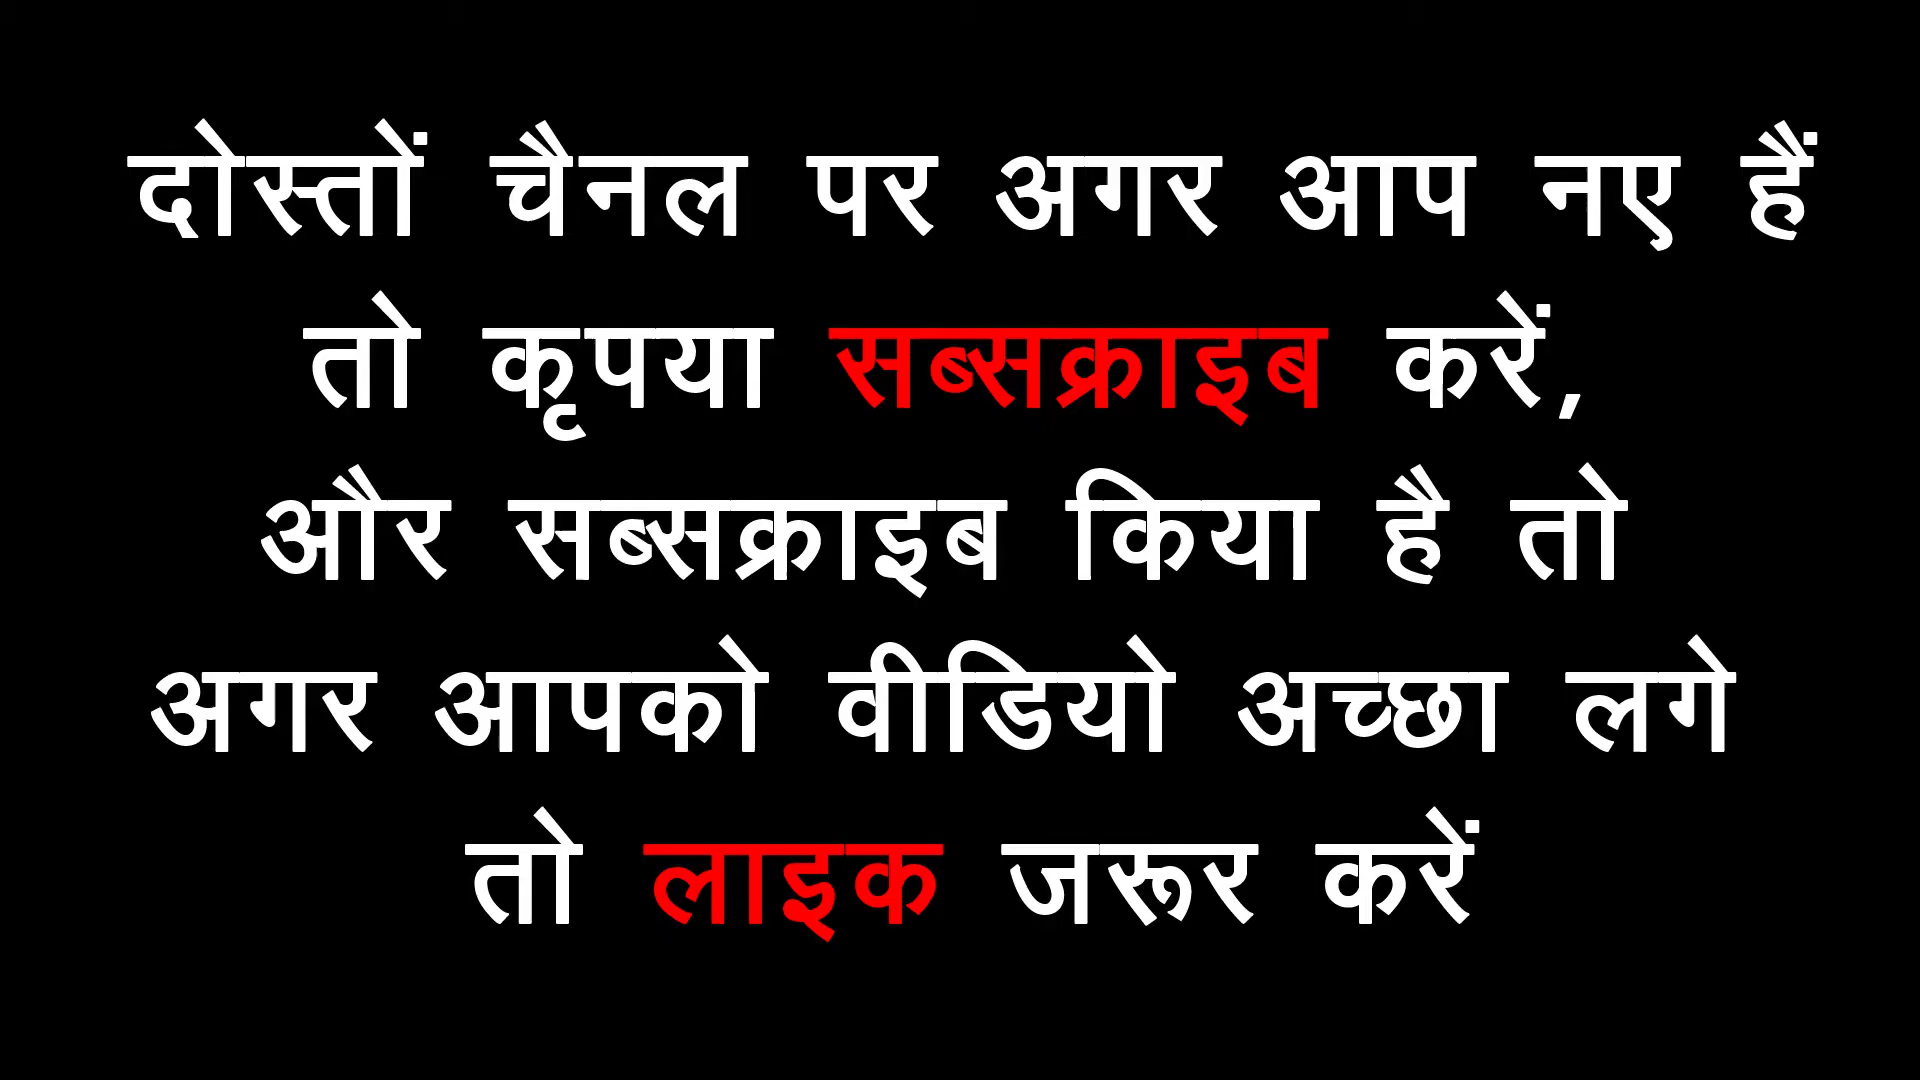 दोस्तों चैनल पर अगर आप नए हैं
तो कृपया सब्सक्राइब करें,
और सब्सक्राइब किया है तो
अगर आपको वीडियो अच्छा लगे
तो लाइक जरूर करें